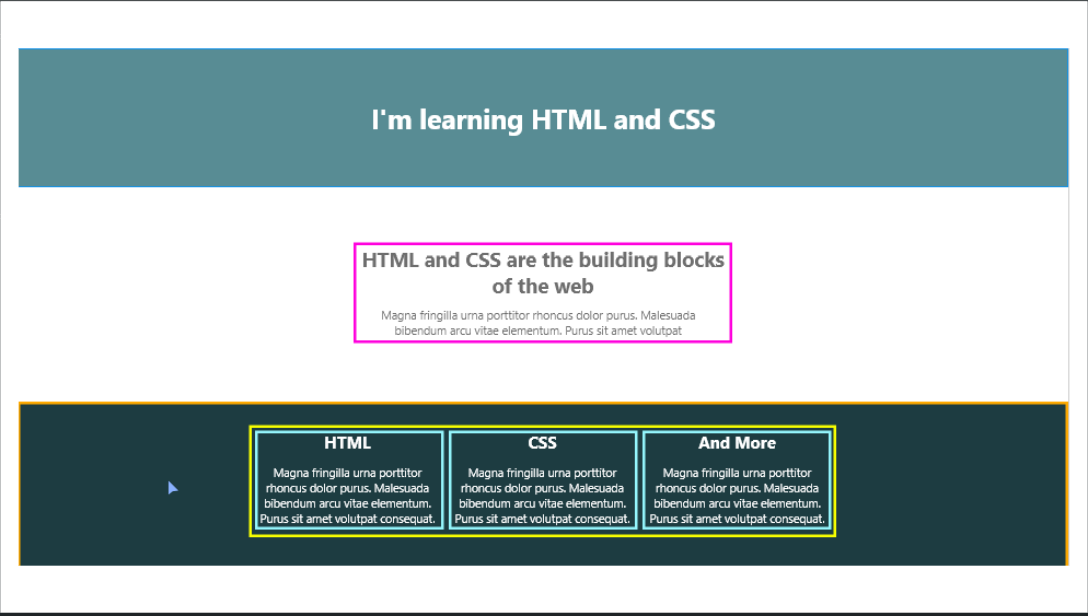 I'm learning HTML and CSS
HTML and CSS are the building blocks
of the web
Magna fringilla urna porttitor rhoncus dolor purus. Malesuada
bibendum arcu vitae elementum. Purus sit amet volutpat
HTML
Magna fringilla urna porttitor
rhoncus dolor purus. Malesuada
bibendum arcu vitae elementum.
Purus sit amet volutpat consequat.
CSS
Magna fringilla urna porttitor
rhoncus dolor purus. Malesuada
bibendum arcu vitae elementum.
Purus sit amet volutpat consequat.
And More
Magna fringilla urna porttitor
rhoncus dolor purus. Malesuada
bibendum arcu vitae elementum.
Purus sit amet volutpat consequat.